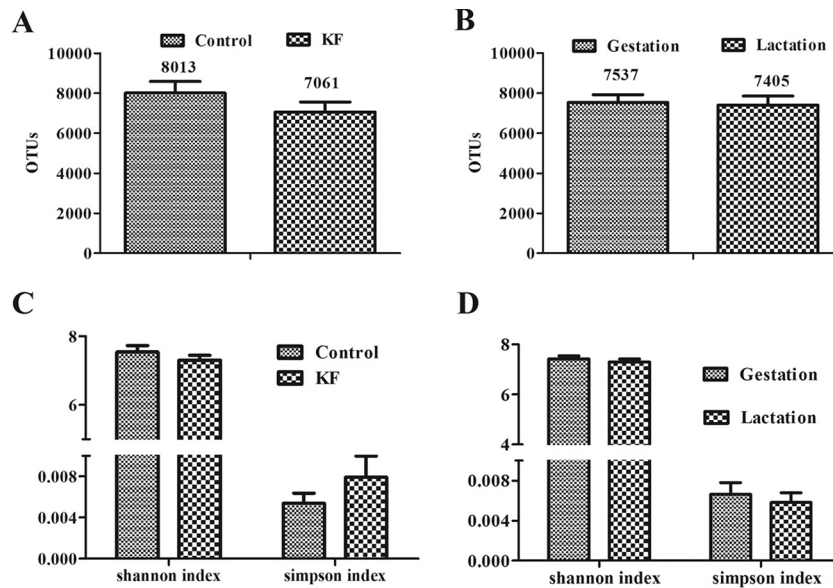 A
Control KF
10000
8000
6000
4000
2000
0
OTUs
8013
7061
B
Gestation Lactation
10000
8000
6000
4000
2000
0
OTUs
7537
7405
C
8
6
0.008
0.004
0.000
Control
KF
shannon index simpson index
D
8
6
4
0.008
0.004
0.000
Gestation
Lactation
shannon index simpson index